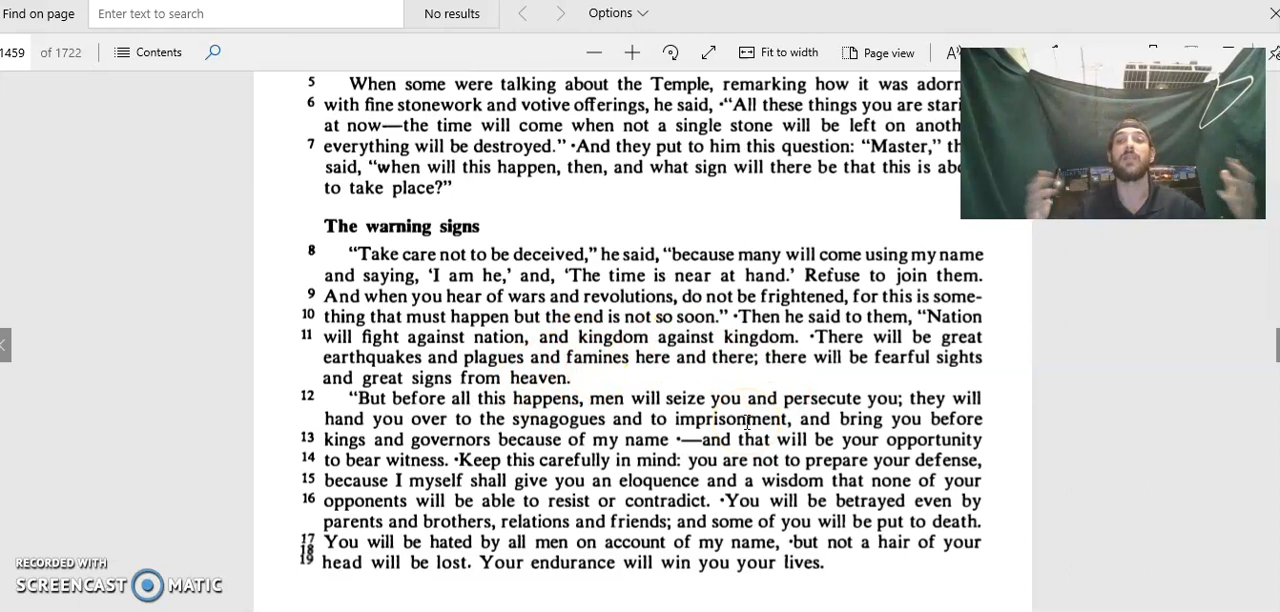 Find on page Enter text to search No results Options
1459 of 1722 Contents Fit to width Page view
5 When some were talking about the Temple, remarking how it was
6 with fine stonework and votive offerings, he said, ·“All these things you are
at now—the time will come when not a single stone will be left on
7 everything will be destroyed.” ·And they put to him this question: “Master,”
said, “when will this happen, then, and what sign will there be that this is
to take place?”
The warning signs
8 “Take care not to be deceived,” he said, “because many will come using my name
and saying, ‘I am he,’ and, ‘The time is near at hand.’ Refuse to join them.
9 And when you hear of wars and revolutions, do not be frightened, for this is some-
10 thing that must happen but the end is not so soon.” ·Then he said to them, “Nation
11 will fight against nation, and kingdom against kingdom. ·There will be great
earthquakes and plagues and famines here and there; there will be fearful sights
and great signs from heaven.
12 “But before all this happens, men will seize you and persecute you; they will
hand you over to the synagogues and to imprisonment, and bring you before
13 kings and governors because of my name ·—and that will be your opportunity
14 to bear witness. ·Keep this carefully in mind: you are not to prepare your defense,
15 because I myself shall give you an eloquence and a wisdom that none of your
16 opponents will be able to resist or contradict. ·You will be betrayed even by
parents and brothers, relations and friends; and some of you will be put to death.
17 18 You will be hated by all men on account of my name, ·but not a hair of your
19 head will be lost. Your endurance will win you your lives.
RECORDED WITH
SCREENCAST MATIC